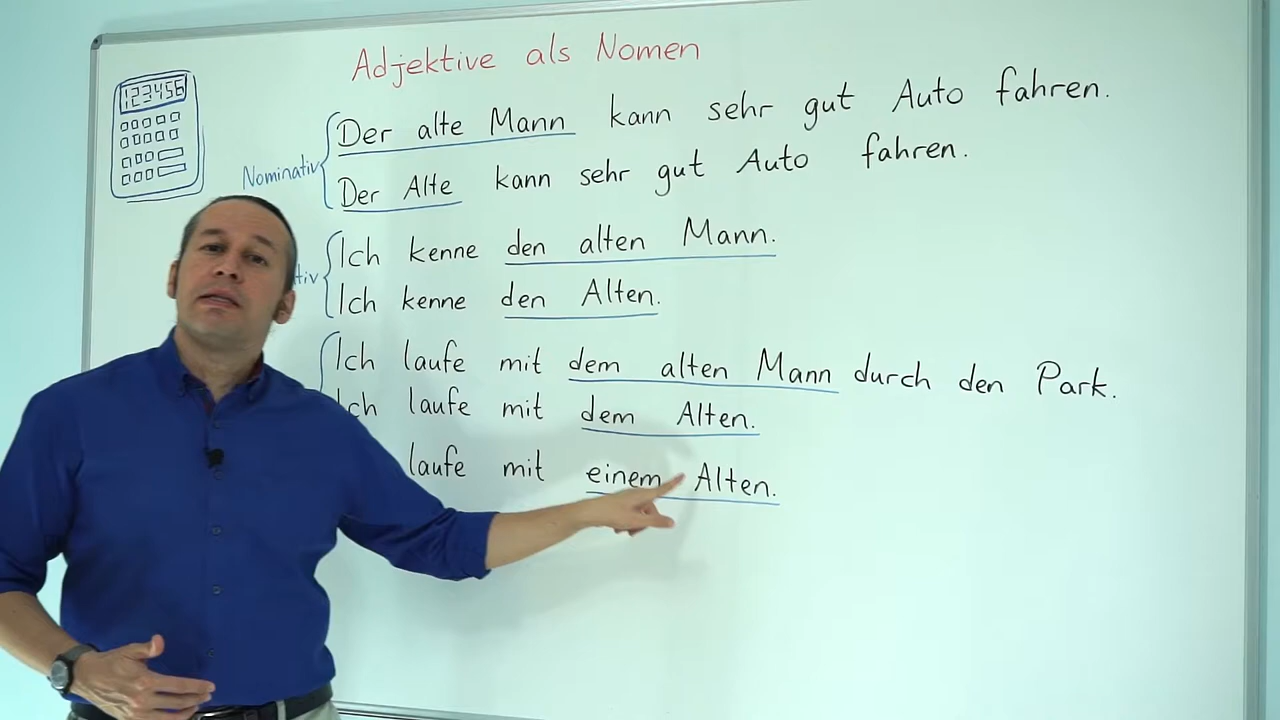 Adjektive als Nomen
123456
Der alte Mann kann sehr gut Auto fahren.
Nominativ
Der Alte kann sehr gut Auto fahren.
Ich kenne den alten Mann.
tiv
Ich kenne den Alten.
Ich laufe mit dem alten Mann durch den Park.
Ich laufe mit dem Alten.
laufe mit einem Alten.